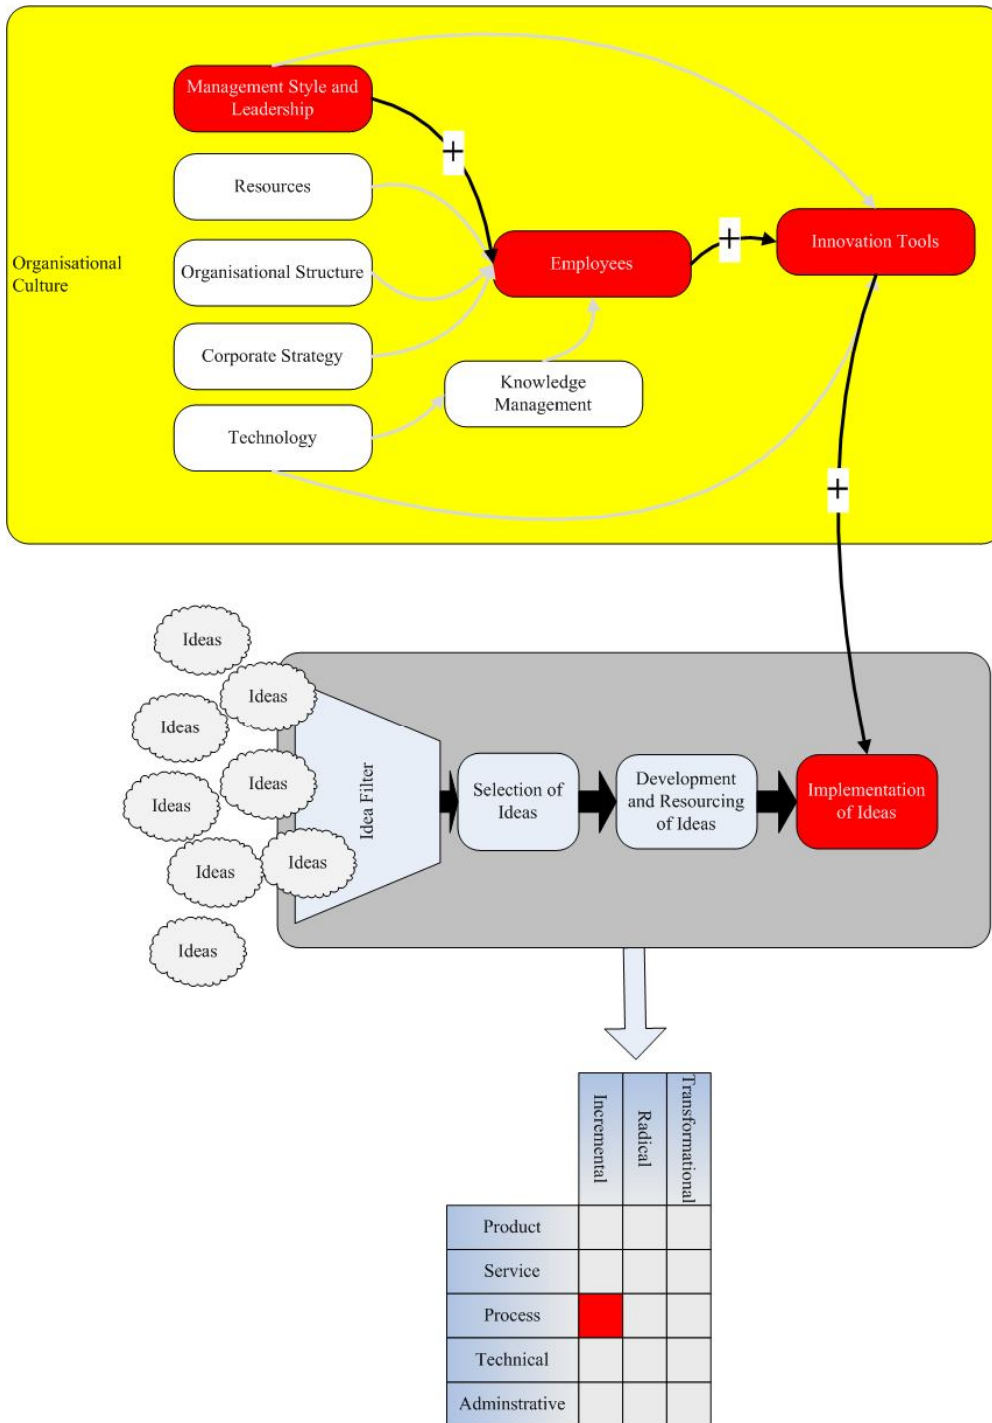 Management Style and
Leadership
+
Resources
Organisational
Culture
Organisational Structure
Employees
+
Innovation Tools
Corporate Strategy
Knowledge
Management
Technology
+
Ideas
Ideas
Ideas
Ideas
Ideas
Ideas
Ideas
Ideas
Idea Filter
Selection of
Ideas
Development
and Resourcing
of Ideas
Implementation
of Ideas
Incremental
Radical
Transformational
Product
Service
Process
Technical
Adminstrative